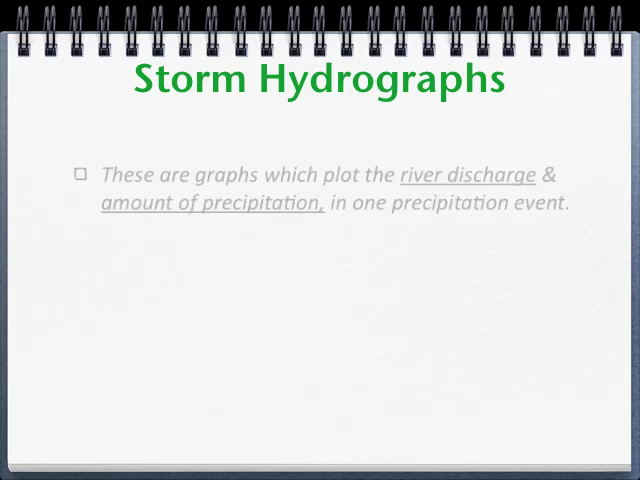 Storm Hydrographs
These are graphs which plot the river discharge &
amount of precipitation, in one precipitation event.